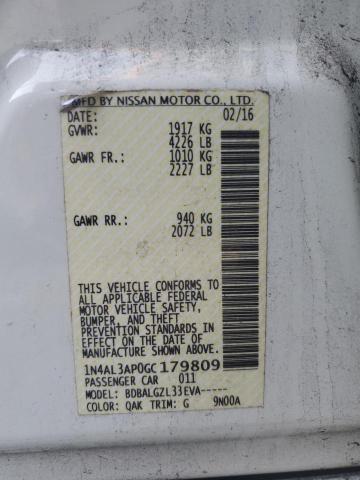 MFD BY NISSAN MOTOR CO., LTD.
DATE: 02/16
GVWR: 1917 KG
4226 LB
GAWR FR.: 1010 KG
2227 LB
GAWR RR.: 940 KG
2072 LB
THIS VEHICLE CONFORMS TO
ALL APPLICABLE FEDERAL
MOTOR VEHICLE SAFETY,
BUMPER, AND THEFT
PREVENTION STANDARDS
IN EFFECT ON THE DATE OF
MANUFACTURE SHOWN ABOVE.
1N4AL3AP0GC179809
PASSENGER CAR 011
MODEL: BDBALGZL33EVA-----
COLOR: QAK TRIM: G 9N00A